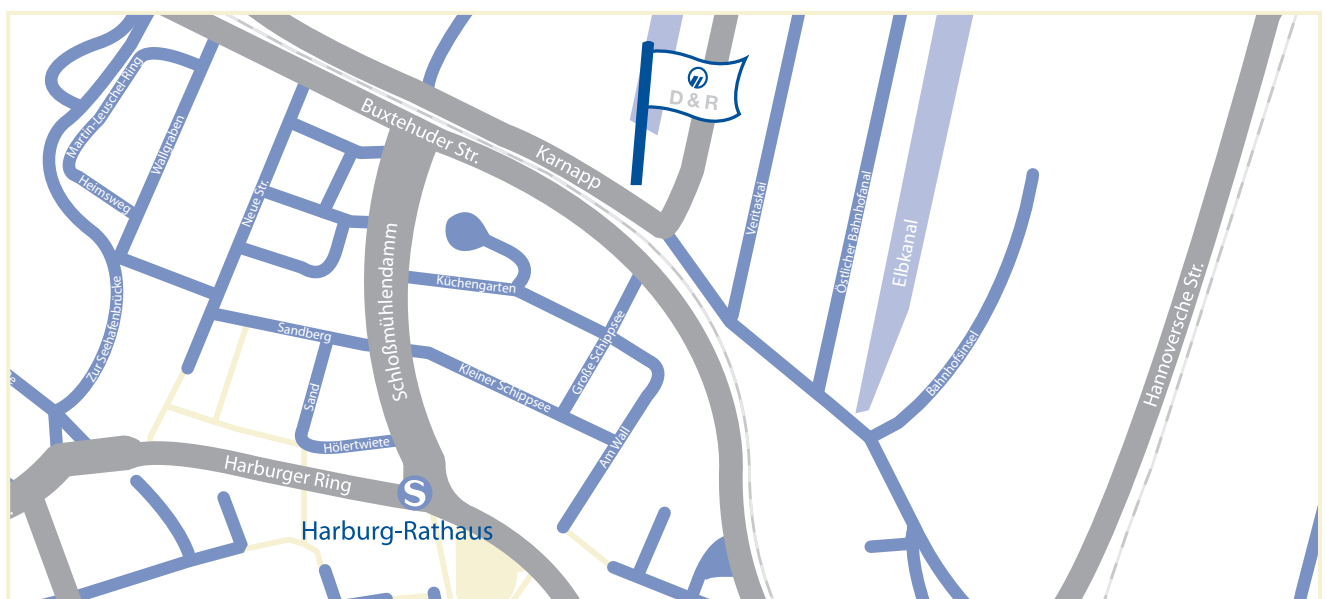 D & R
Martin-Leuschel-Ring
Buxtehuder Str.
Karnapp
Wallgraben
Heimsweg
Neue Str.
Veritaskai
Östlicher Bahnhofanal
Elbkanal
Schloßmühlendamm
Küchengarten
Zur Seehafenbrücke
Sandberg
Große Schippsee
Hannoversche Str.
Kleiner Schippsee
Bahnhofsinsel
Sand
Hölertwiete
Am Wall
Harburger Ring
S
Harburg-Rathaus